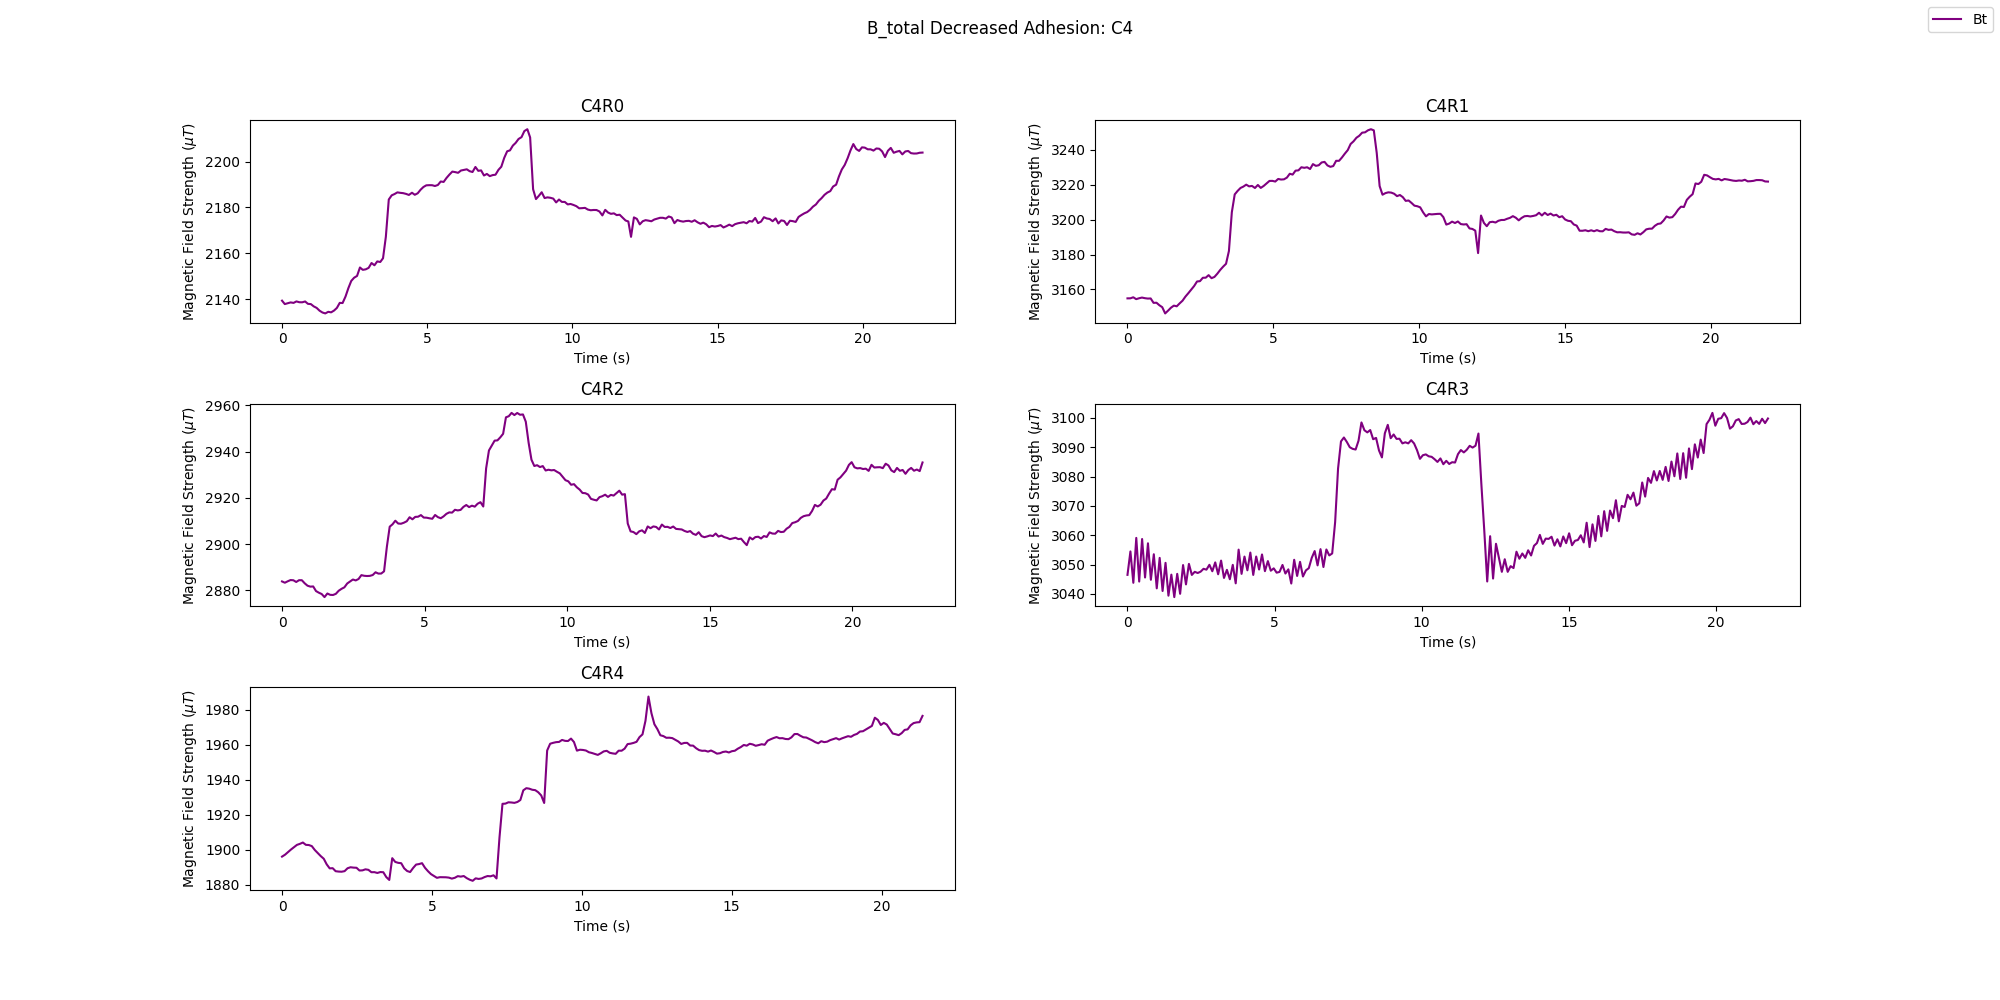 B_total Decreased Adhesion: C4
Bt
C4R0
Magnetic Field Strength (μT)
2200
2180
2160
2140
0 5 10 15 20
Time (s)
C4R1
Magnetic Field Strength (μT)
3240
3220
3200
3180
3160
0 5 10 15 20
Time (s)
C4R2
Magnetic Field Strength (μT)
2960
2940
2920
2900
2880
0 5 10 15 20
Time (s)
C4R3
Magnetic Field Strength (μT)
3100
3090
3080
3070
3060
3050
3040
0 5 10 15 20
Time (s)
C4R4
Magnetic Field Strength (μT)
1980
1960
1940
1920
1900
1880
0 5 10 15 20
Time (s)